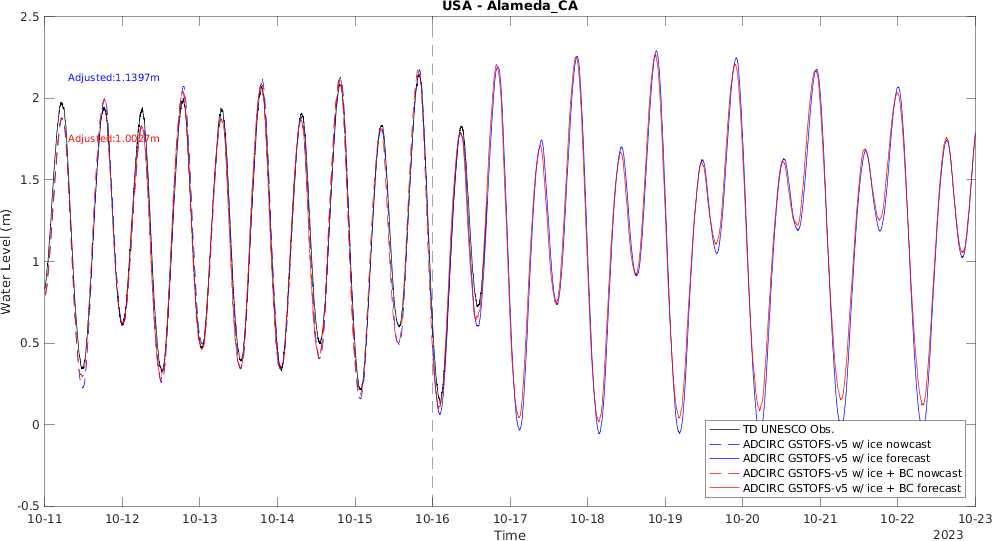 USA - Alameda_CA
2.5
2
1.5
1
0.5
0
-0.5
Water Level (m)
Adjusted:1.1397m
Adjusted:1.0027m
TD UNESCO Obs.
ADCIRC GSTOFS-v5 w/ ice nowcast
ADCIRC GSTOFS-v5 w/ ice forecast
ADCIRC GSTOFS-v5 w/ ice + BC nowcast
ADCIRC GSTOFS-v5 w/ ice + BC forecast
10-11 10-12 10-13 10-14 10-15 10-16 10-17 10-18 10-19 10-20 10-21 10-22 10-23
Time
2023